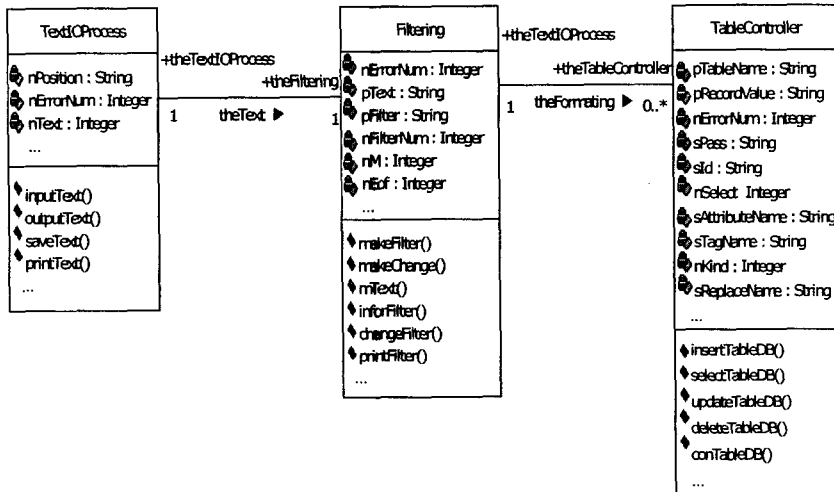 TextIOProcess
nPosition : String
nErrorNum : Integer
nText : Integer
...
inputText()
outputText()
saveText()
printText()
...
+theTextIOProcess
+theFiltering
1
theText ▶
1
Filtering
nErrorNum : Integer
pText : String
pFilter : String
nFilterNum : Integer
nM : Integer
nEof : Integer
...
makeFilter()
makeChange()
mText()
inforFilter()
changeFilter()
printFilter()
...
+theTextIOProcess
+theTableController
1
theFormating ▶
0..*
TableController
pTableName : String
pRecordValue : String
nErrorNum : Integer
sPass : String
sId : String
nSelect Integer
sAttributeName : String
sTagName : String
nKind : Integer
sReplaceName : String
...
insertTableDB()
selectTableDB()
updateTableDB()
deleteTableDB()
conTableDB()
...